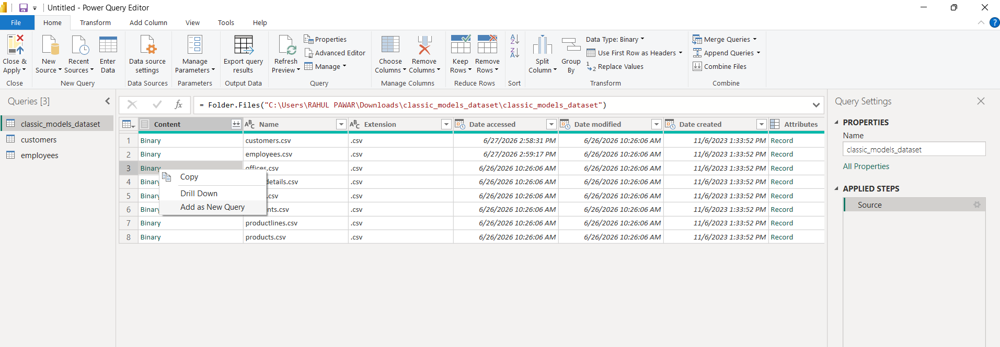 Untitled - Power Query Editor
File Home Transform Add Column View Tools Help
Close & Apply
New Source
Recent Sources
Enter Data
Data source settings
Manage Parameters
Export query results
Refresh Preview
Properties
Advanced Editor
Manage
Choose Columns
Remove Columns
Keep Rows
Remove Rows
Split Column
Group By
Data Type: Binary
Use First Row as Headers
Replace Values
Merge Queries
Append Queries
Combine Files
Close New Query Data Sources Parameters Output Data Query Manage Columns Reduce Rows Sort Transform Combine
Queries [3]
classic_models_dataset
customers
employees
= Folder.Files("C:\Users\RAHUL PAWAR\Downloads\classic_models_dataset\classic_models_dataset")
Content Name Extension Date accessed Date modified Date created Attributes
1 Binary customers.csv .csv 6/27/2026 2:58:31 PM 6/26/2026 10:26:06 AM 11/6/2023 1:33:52 PM Record
2 Binary employees.csv .csv 6/27/2026 2:59:17 PM 6/26/2026 10:26:06 AM 11/6/2023 1:33:52 PM Record
3 Binary offices.csv .csv 6/26/2026 10:26:06 AM 6/26/2026 10:26:06 AM 11/6/2023 1:33:52 PM Record
4 Binary details.csv .csv 6/26/2026 10:26:06 AM 6/26/2026 10:26:06 AM 11/6/2023 1:33:52 PM Record
5 Binary .csv .csv 6/26/2026 10:26:06 AM 6/26/2026 10:26:06 AM 11/6/2023 1:33:52 PM Record
6 Binary nts.csv .csv 6/26/2026 10:26:06 AM 6/26/2026 10:26:06 AM 11/6/2023 1:33:52 PM Record
7 Binary productlines.csv .csv 6/26/2026 10:26:06 AM 6/26/2026 10:26:06 AM 11/6/2023 1:33:52 PM Record
8 Binary products.csv .csv 6/26/2026 10:26:06 AM 6/26/2026 10:26:06 AM 11/6/2023 1:33:52 PM Record
Copy
Drill Down
Add as New Query
Query Settings
PROPERTIES
Name
classic_models_dataset
All Properties
APPLIED STEPS
Source